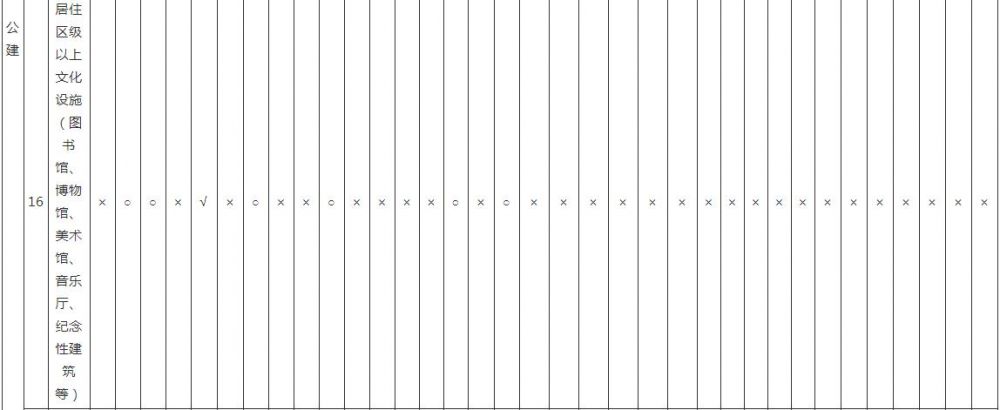 公
建
16
居住
区级
以上
文化
设施
（图
书
馆、
博物
馆、
美术
馆、
音乐
厅、
纪念
性建
筑
等）
× ○ ○ × √ × ○ × × ○ × × × × ○ × ○ × × × × × × × × × × × × × × × × × ×